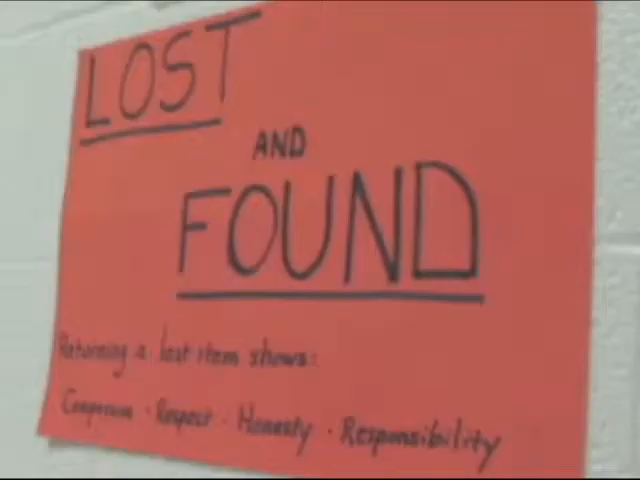 LOST
AND
FOUND
Returning a lost item shows:
Compassion · Respect · Honesty · Responsibility